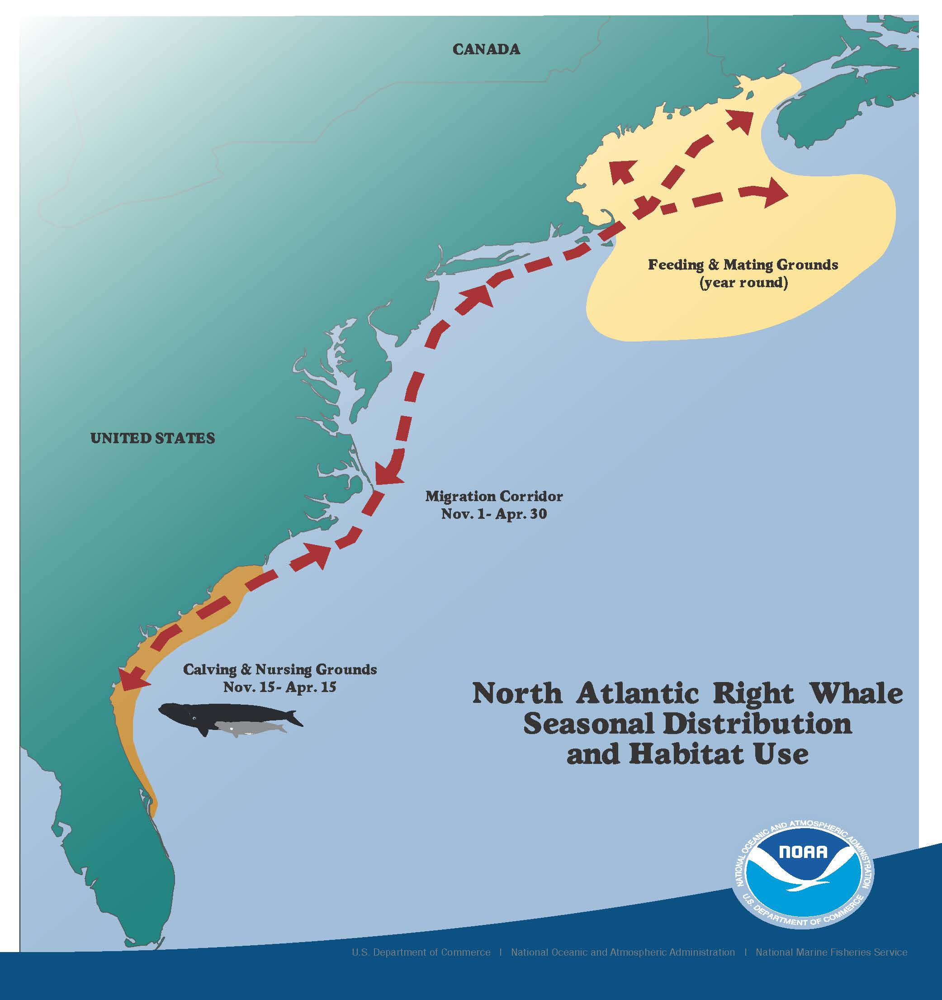 CANADA
Feeding & Mating Grounds
(year round)
UNITED STATES
Migration Corridor
Nov. 1- Apr. 30
Calving & Nursing Grounds
Nov. 15- Apr. 15
North Atlantic Right Whale
Seasonal Distribution
and Habitat Use
NATIONAL OCEANIC AND ATMOSPHERIC ADMINISTRATION
NOAA
U.S. DEPARTMENT OF COMMERCE
U.S. Department of Commerce | National Oceanic and Atmospheric Administration | National Marine Fisheries Service